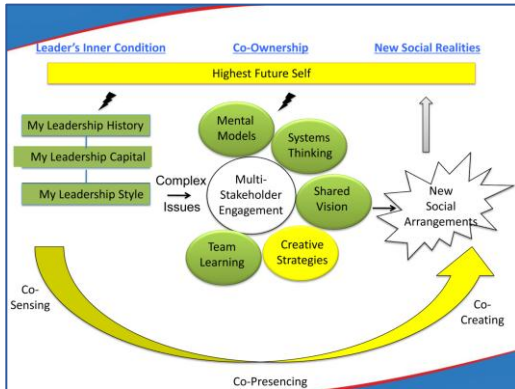 Leader's Inner Condition
Co-Ownership
New Social Realities
Highest Future Self
My Leadership History
My Leadership Capital
My Leadership Style
Complex
Issues
Mental
Models
Systems
Thinking
Multi-
Stakeholder
Engagement
Shared
Vision
Team
Learning
Creative
Strategies
New
Social
Arrangements
Co-
Sensing
Co-Presencing
Co-
Creating